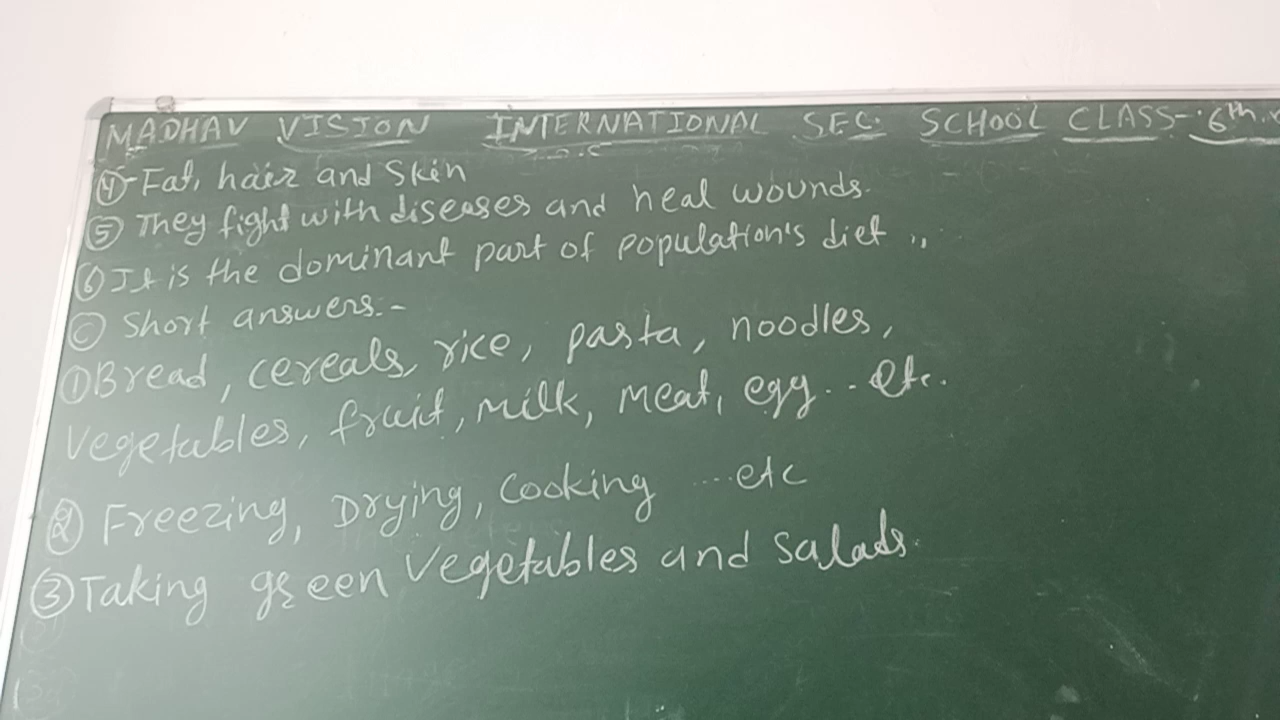 MADHAV VISION INTERNATIONAL SEC. SCHOOL CLASS-6th
④-Fat, hair and Skin
⑤ They fight with diseases and heal wounds.
⑥ It is the dominant part of population's diet ,,
Ⓒ Short answers:-
① Bread, cereals, rice, pasta, noodles,
Vegetables, fruit, milk, meat, egg... etc.
② Freezing, Drying, Cooking ... etc
③ Taking green Vegetables and Salads.